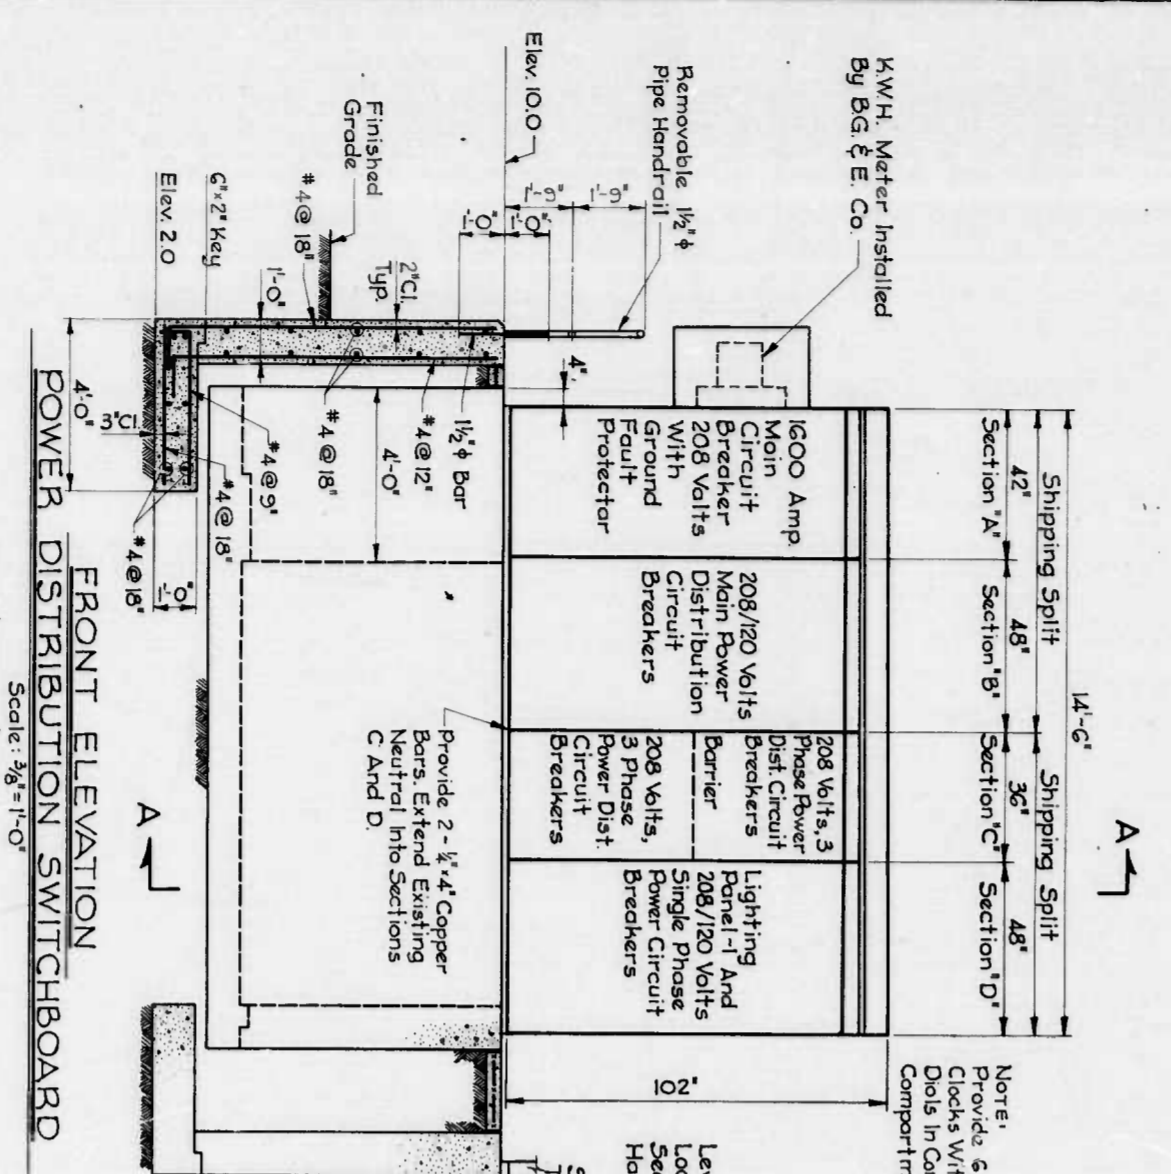 A
14'-6"
Shipping Split
Shipping Split
42"
48"
36"
48"
Section "A"
Section "B"
Section "C"
Section "D"
K.W.H. Meter Installed
By B.G. & E. Co.
Removable 1½" ϕ
Pipe Handrail
Elev. 10.0
1'-9"
1'-9"
1'-0"
1'-0"
Finished
Grade
#4@18"
6"x2" Key
Elev. 2.0
2"Cl.
Typ.
1'-0"
4"
1600 Amp.
Main
Circuit
Breaker
208 Volts
With
Ground
Fault
Protector
208/120 Volts
Main Power
Distribution
Circuit
Breakers
208 Volts, 3
Phase Power
Dist. Circuit
Breakers
Barrier
208 Volts,
3 Phase
Power Dist.
Circuit
Breakers
Lighting
Panel-1 And
208/120 Volts
Single Phase
Power Circuit
Breakers
102"
Note:
Provide 6
Clocks
Dials In
1½" ϕ Bar
#4@12"
4'-0"
#4@18"
#4@9"
#4@18"
4'-0"
3"Cl.
#4@18"
1'-0"
Provide 2 - ¼"x4" Copper
Bars. Extend Existing
Neutral Into Sections
C And D.
A
FRONT ELEVATION
POWER DISTRIBUTION SWITCHBOARD
Scale: ⅜"=1'-0"